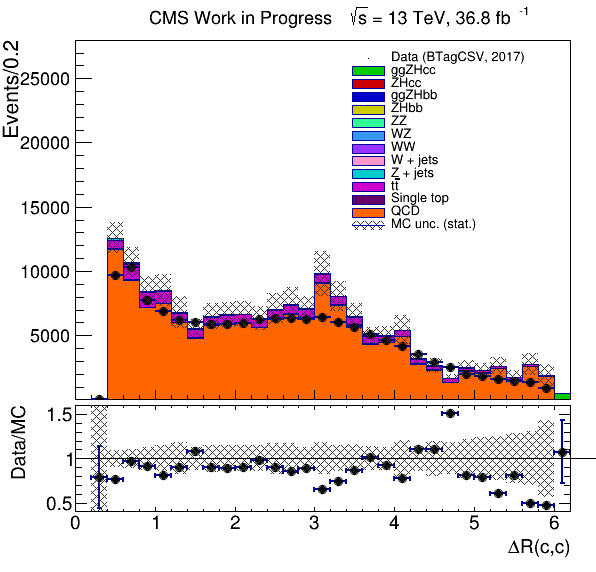 CMS Work in Progress √s = 13 TeV, 36.8 fb⁻¹
Events/0.2
25000
20000
15000
10000
5000
Data (BTagCSV, 2017)
ggZHcc
ZHcc
ggZHbb
ZHbb
ZZ
WZ
WW
W + jets
Z + jets
tt̄
Single top
QCD
MC unc. (stat.)
Data/MC
1.5
1
0.5
0 1 2 3 4 5 6
ΔR(c,c)